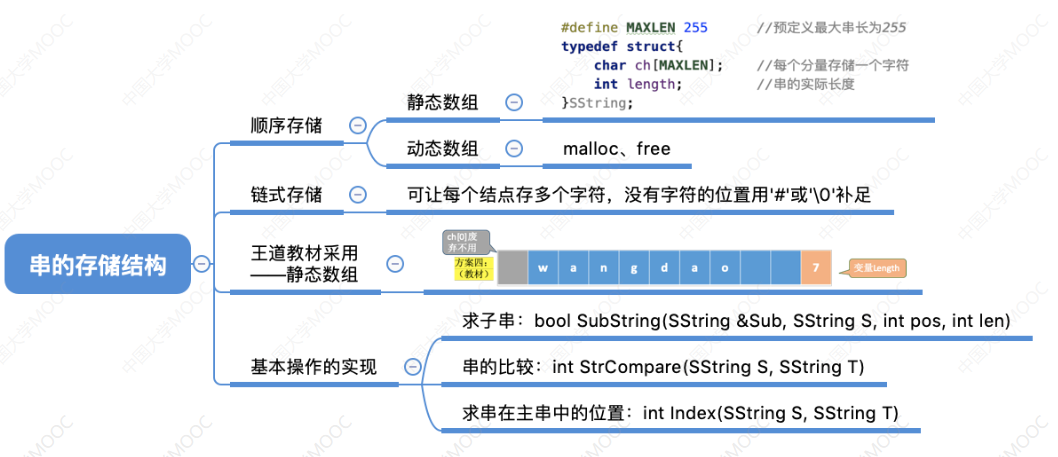 #define MAXLEN 255 //预定义最大串长为255
typedef struct{
char ch[MAXLEN]; //每个分量存储一个字符
int length; //串的实际长度
}SString;
静态数组
顺序存储
动态数组
malloc、free
链式存储
可让每个结点存多个字符，没有字符的位置用'#'或'\0'补足
串的存储结构
王道教材采用
——静态数组
ch[0]废
弃不用
方案四：
（教材）
w a n g d a o 7
变量Length
基本操作的实现
求子串：bool SubString(SString &Sub, SString S, int pos, int len)
串的比较：int StrCompare(SString S, SString T)
求串在主串中的位置：int Index(SString S, SString T)
中国大学MOOC